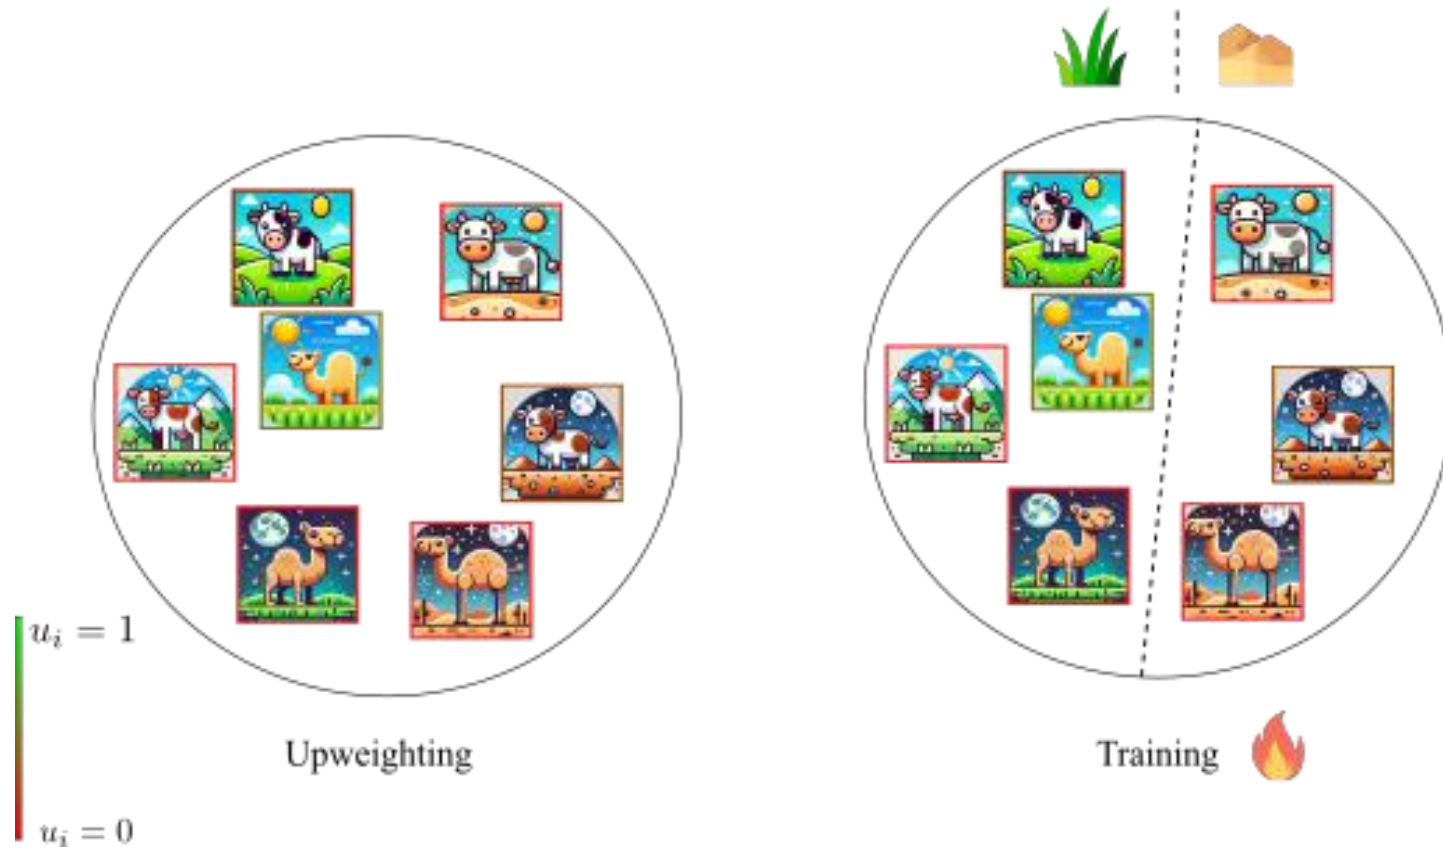 u_i = 1
u_i = 0
Upweighting
Training